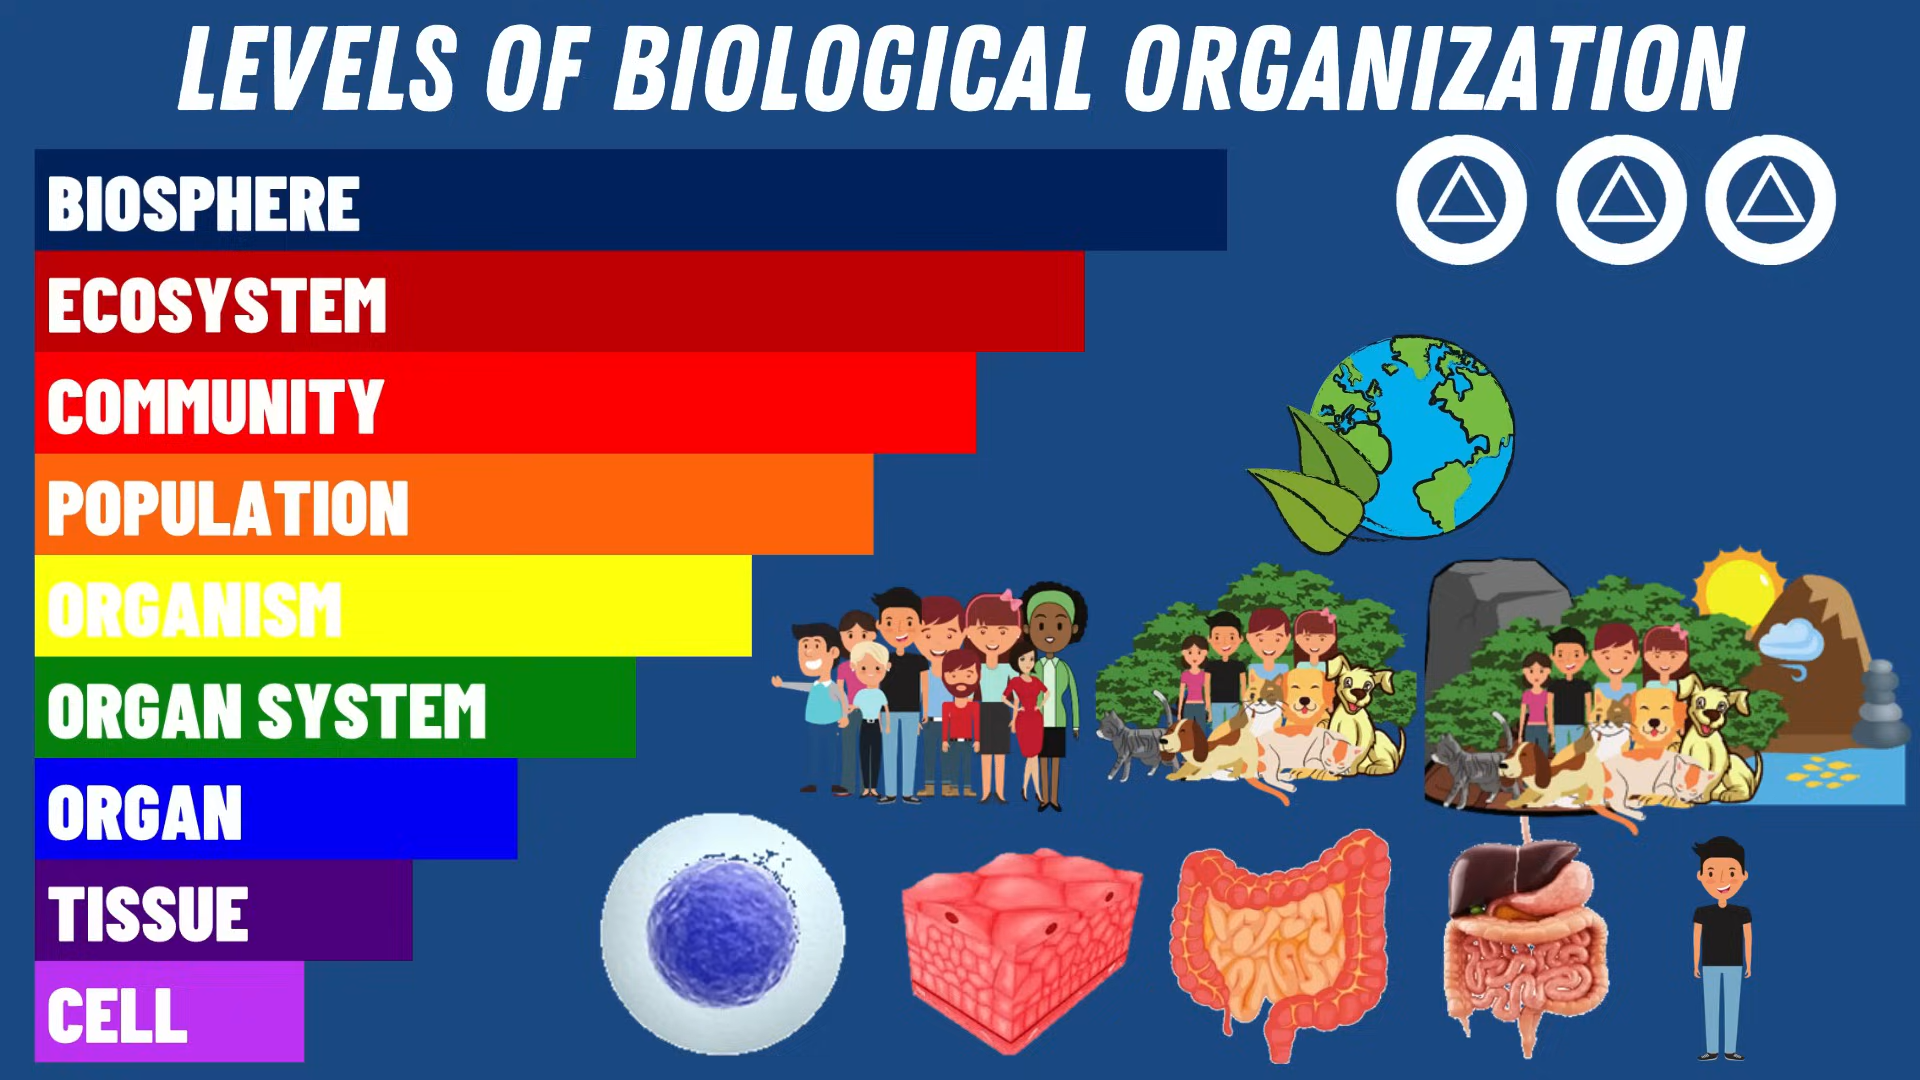 LEVELS OF BIOLOGICAL ORGANIZATION
BIOSPHERE
ECOSYSTEM
COMMUNITY
POPULATION
ORGANISM
ORGAN SYSTEM
ORGAN
TISSUE
CELL